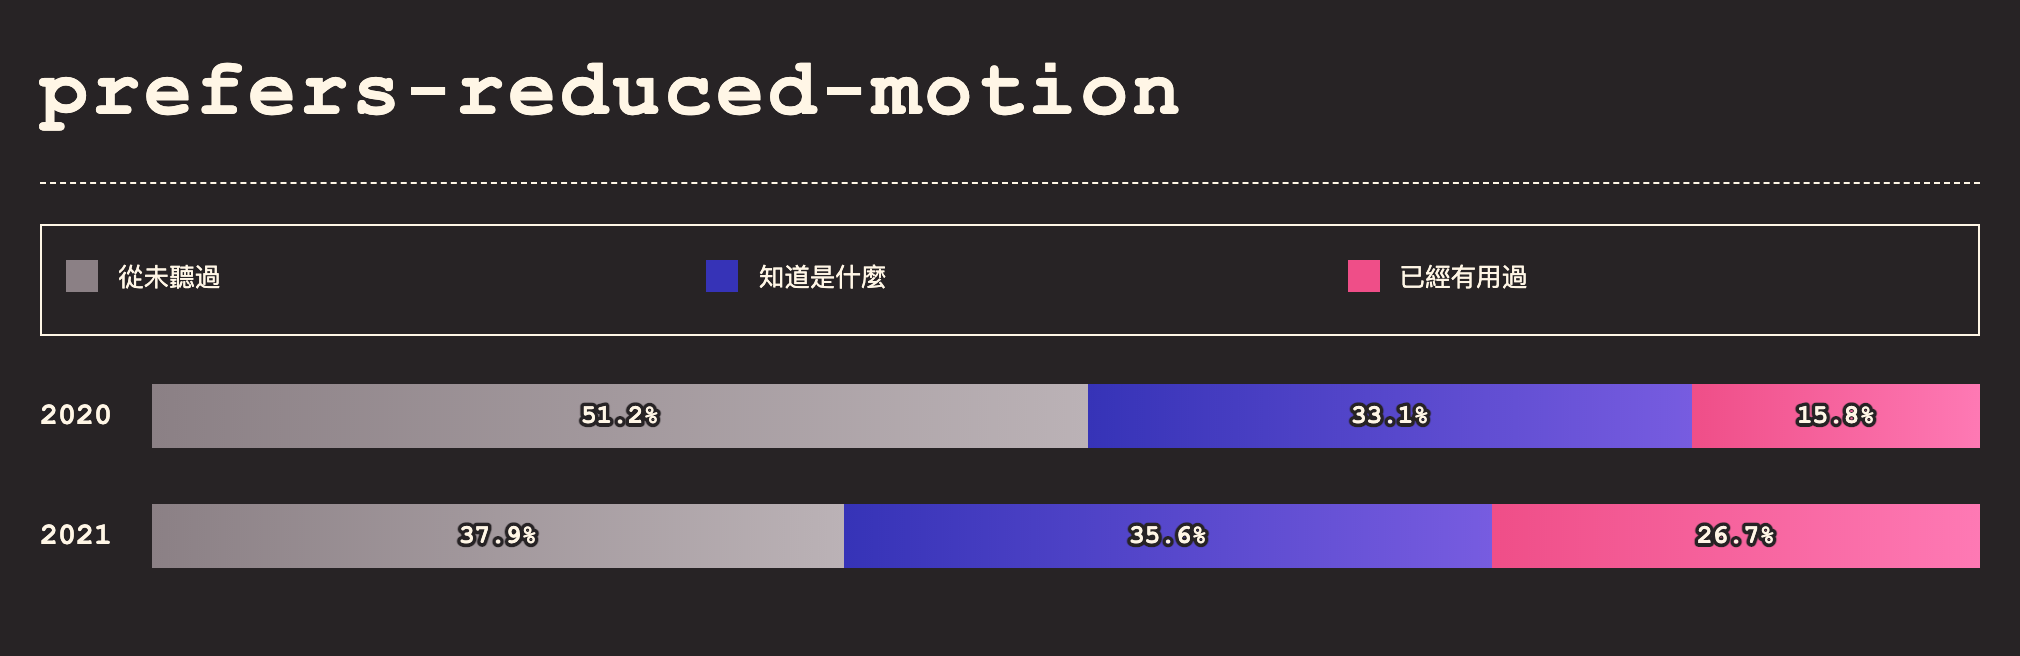 prefers-reduced-motion
從未聽過 知道是什麼 已經有用過
2020 51.2% 33.1% 15.8%
2021 37.9% 35.6% 26.7%